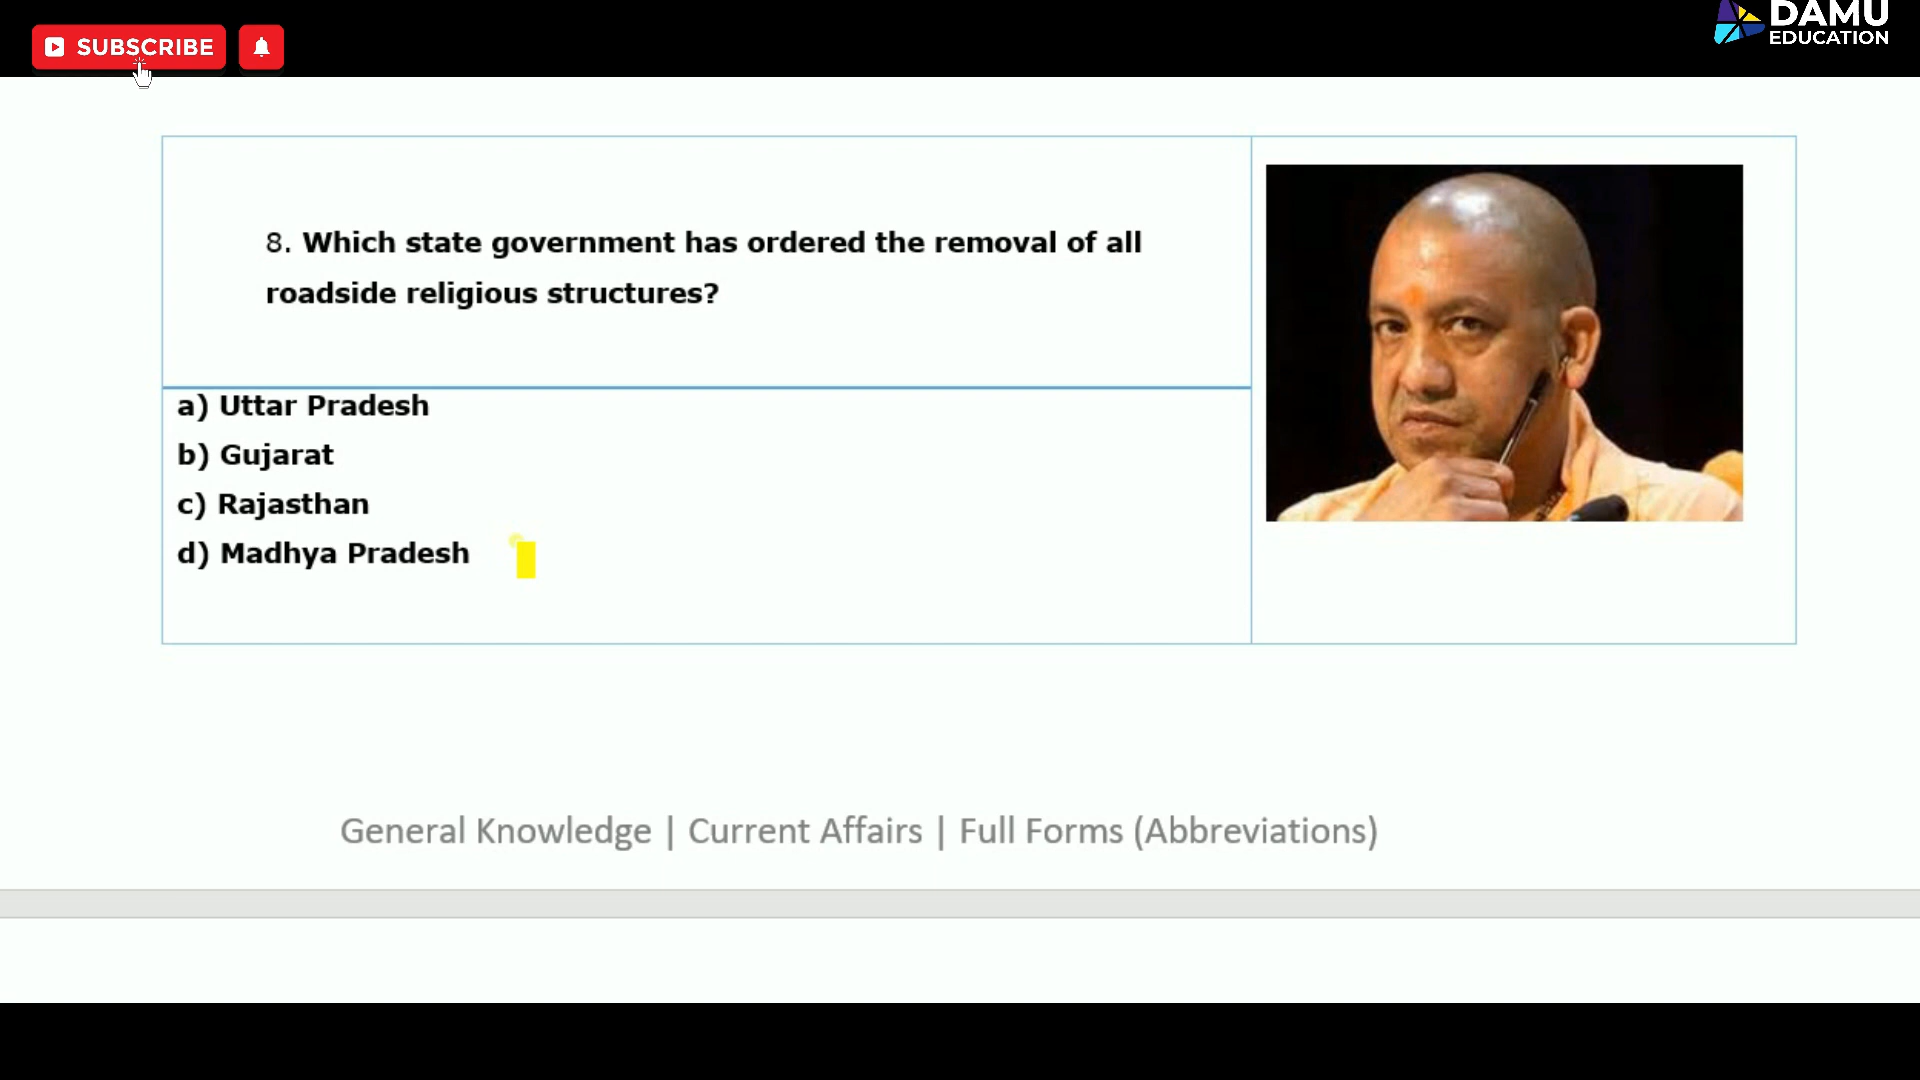 SUBSCRIBE
DAMU
EDUCATION
8. Which state government has ordered the removal of all
roadside religious structures?
a) Uttar Pradesh
b) Gujarat
c) Rajasthan
d) Madhya Pradesh
General Knowledge | Current Affairs | Full Forms (Abbreviations)